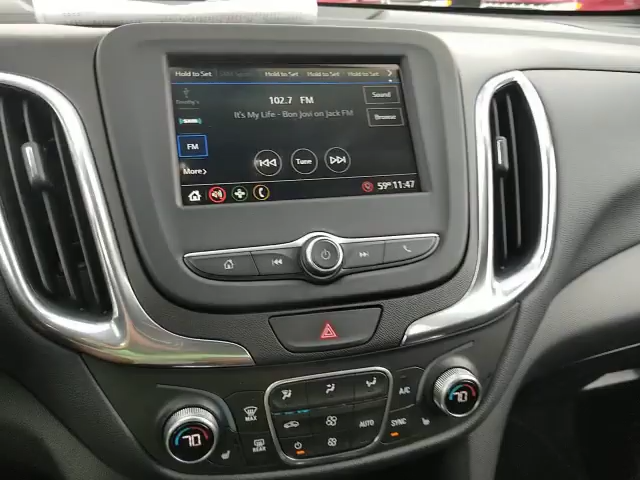 Hold to Set Hold to Set Hold to Set Hold to Set
102.7 FM
Sound
It's My Life - Bon Jovi on Jack FM
Browse
FM
Tune
More>
59° 11:47
A/C
MAX
AUTO
SYNC
REAR
70
70